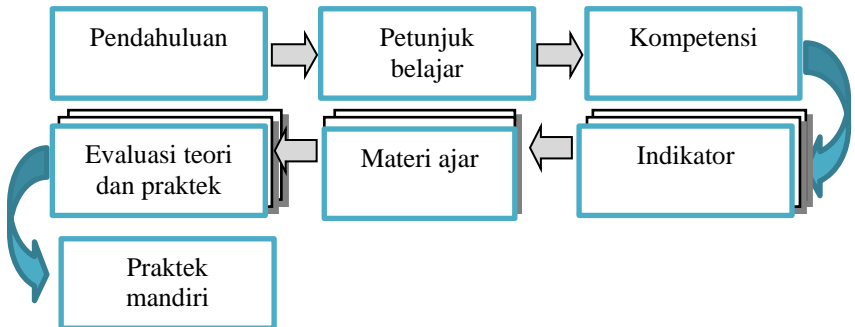 Pendahuluan
Petunjuk
belajar
Kompetensi
Indikator
Materi ajar
Evaluasi teori
dan praktek
Praktek
mandiri